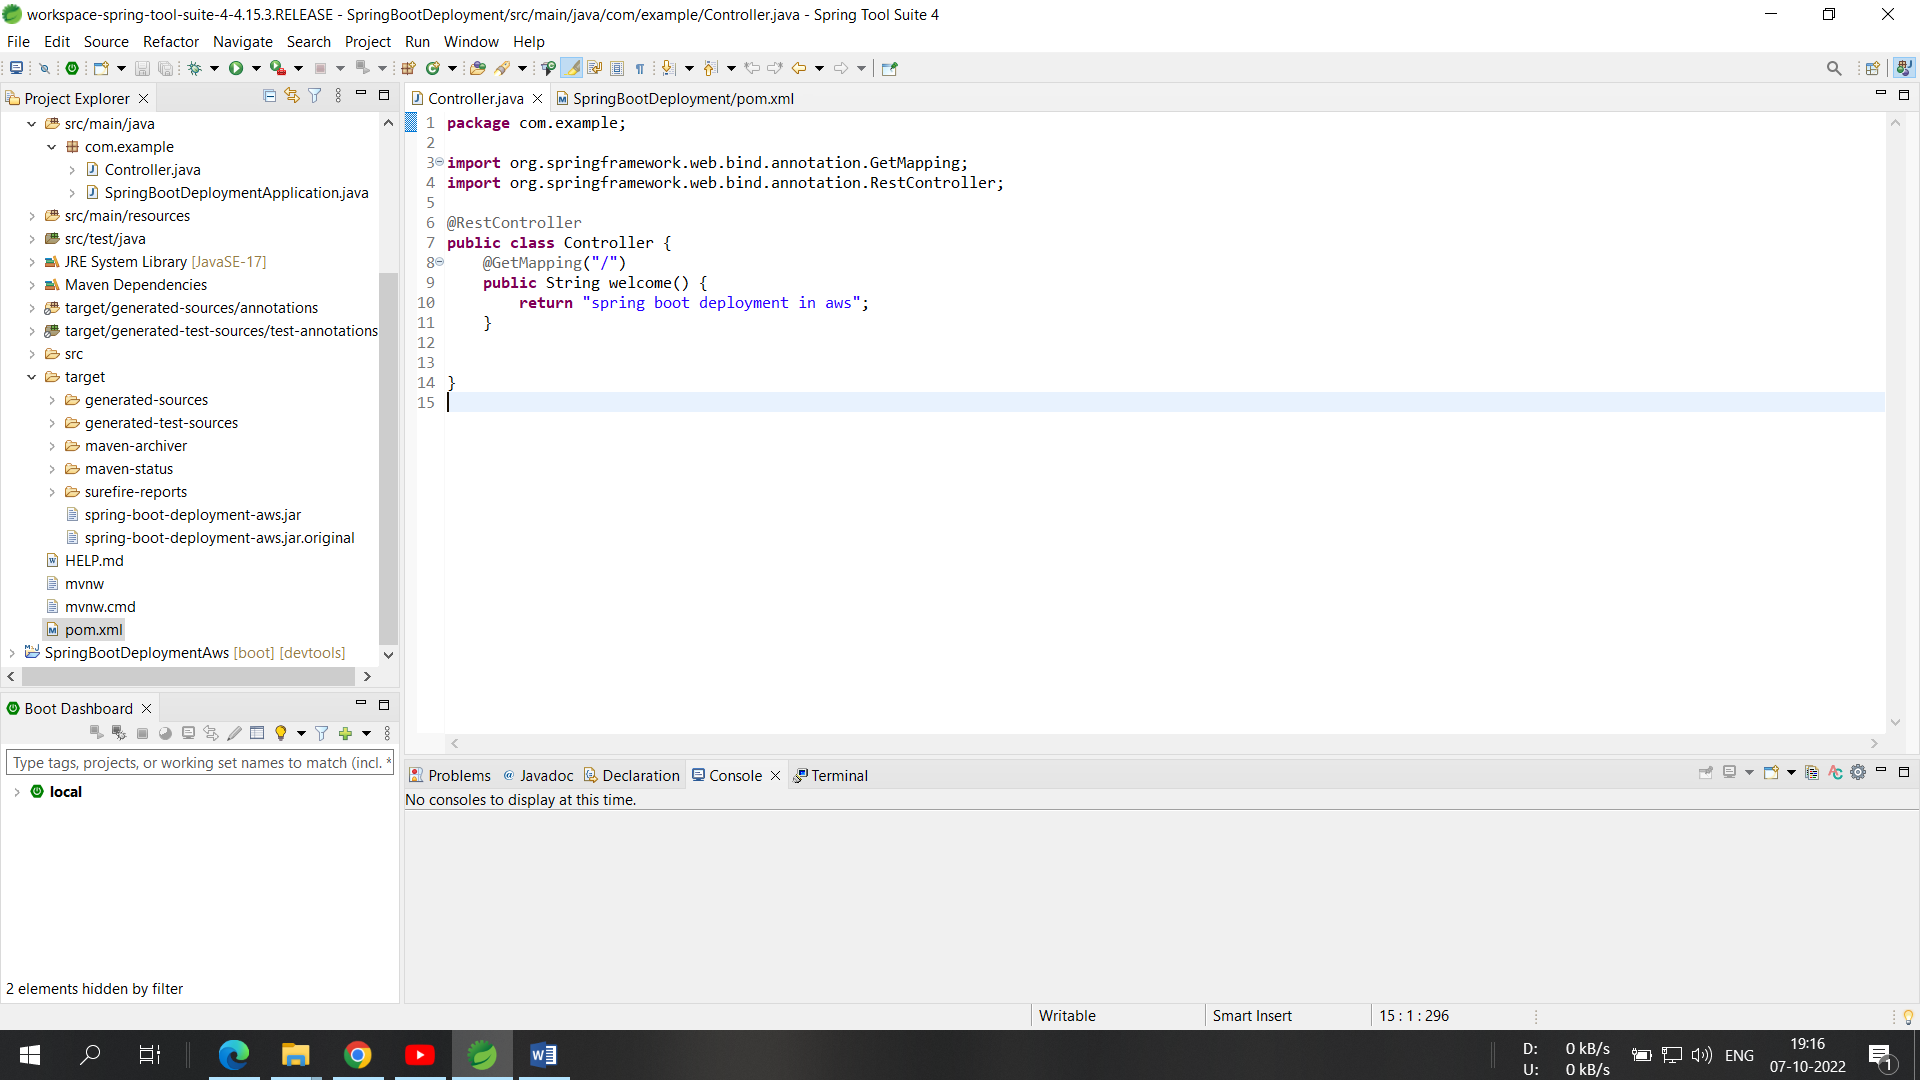 workspace-spring-tool-suite-4-4.15.3.RELEASE - SpringBootDeployment/src/main/java/com/example/Controller.java - Spring Tool Suite 4
File Edit Source Refactor Navigate Search Project Run Window Help
Project Explorer
src/main/java
com.example
Controller.java
SpringBootDeploymentApplication.java
src/main/resources
src/test/java
JRE System Library [JavaSE-17]
Maven Dependencies
target/generated-sources/annotations
target/generated-test-sources/test-annotations
src
target
generated-sources
generated-test-sources
maven-archiver
maven-status
surefire-reports
spring-boot-deployment-aws.jar
spring-boot-deployment-aws.jar.original
HELP.md
mvnw
mvnw.cmd
pom.xml
SpringBootDeploymentAws [boot] [devtools]
Boot Dashboard
Type tags, projects, or working set names to match (incl. *
local
2 elements hidden by filter
Controller.java SpringBootDeployment/pom.xml
1 package com.example;
2
3 import org.springframework.web.bind.annotation.GetMapping;
4 import org.springframework.web.bind.annotation.RestController;
5
6 @RestController
7 public class Controller {
8 @GetMapping("/")
9 public String welcome() {
10 return "spring boot deployment in aws";
11 }
12
13
14 }
15
Problems @ Javadoc Declaration Console Terminal
No consoles to display at this time.
Writable Smart Insert 15 : 1 : 296
D: 0 kB/s
U: 0 kB/s
ENG
19:16
07-10-2022
1